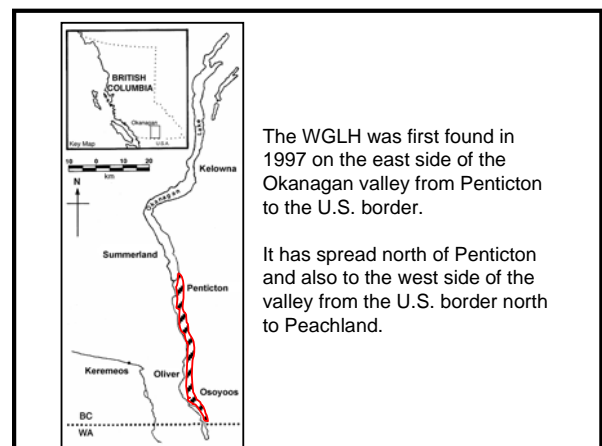 BRITISH
COLUMBIA
Okanagan
U.S.A.
Key Map
10 0 10 20
km
N
Lake
Kelowna
Okanagan
Summerland
Penticton
Keremeos
Oliver
Osoyoos
BC
WA
The WGLH was first found in
1997 on the east side of the
Okanagan valley from Penticton
to the U.S. border.
It has spread north of Penticton
and also to the west side of the
valley from the U.S. border north
to Peachland.